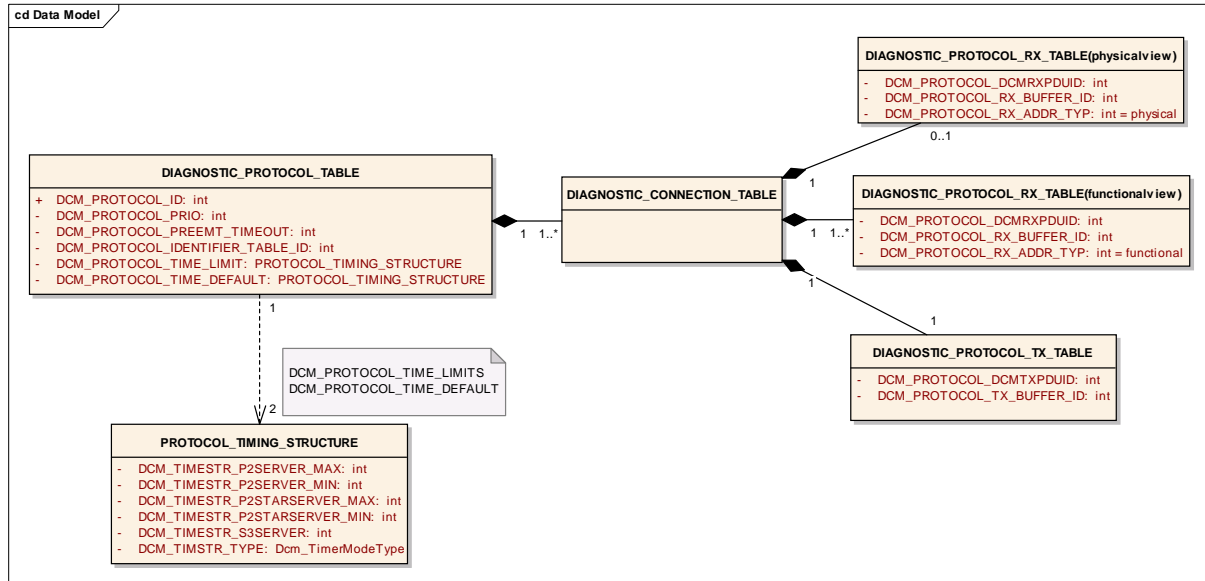 cd Data Model
DIAGNOSTIC_PROTOCOL_TABLE
+ DCM_PROTOCOL_ID: int
- DCM_PROTOCOL_PRIO: int
- DCM_PROTOCOL_PREEMT_TIMEOUT: int
- DCM_PROTOCOL_IDENTIFIER_TABLE_ID: int
- DCM_PROTOCOL_TIME_LIMIT: PROTOCOL_TIMING_STRUCTURE
- DCM_PROTOCOL_TIME_DEFAULT: PROTOCOL_TIMING_STRUCTURE
1
1..*
DIAGNOSTIC_CONNECTION_TABLE
DIAGNOSTIC_PROTOCOL_RX_TABLE(physicalview)
- DCM_PROTOCOL_DCMRXPDUID: int
- DCM_PROTOCOL_RX_BUFFER_ID: int
- DCM_PROTOCOL_RX_ADDR_TYP: int = physical
0..1
1
DIAGNOSTIC_PROTOCOL_RX_TABLE(functionalview)
- DCM_PROTOCOL_DCMRXPDUID: int
- DCM_PROTOCOL_RX_BUFFER_ID: int
- DCM_PROTOCOL_RX_ADDR_TYP: int = functional
1
1..*
1
1
DIAGNOSTIC_PROTOCOL_TX_TABLE
- DCM_PROTOCOL_DCMTXPDUID: int
- DCM_PROTOCOL_TX_BUFFER_ID: int
1
DCM_PROTOCOL_TIME_LIMITS
DCM_PROTOCOL_TIME_DEFAULT
2
PROTOCOL_TIMING_STRUCTURE
- DCM_TIMESTR_P2SERVER_MAX: int
- DCM_TIMESTR_P2SERVER_MIN: int
- DCM_TIMESTR_P2STARSERVER_MAX: int
- DCM_TIMESTR_P2STARSERVER_MIN: int
- DCM_TIMESTR_S3SERVER: int
- DCM_TIMSTR_TYPE: Dcm_TimerModeType